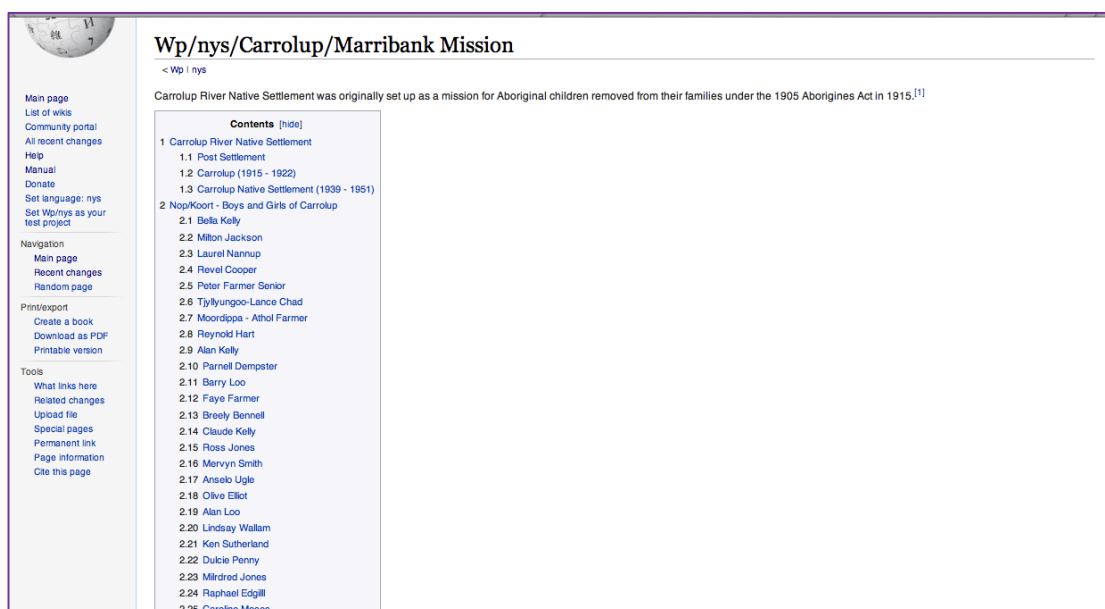 Main page
List of wikis
Community portal
All recent changes
Help
Manual
Donate
Set language: nys
Set Wp/nys as your
test project
Navigation
Main page
Recent changes
Random page
Print/export
Create a book
Download as PDF
Printable version
Tools
What links here
Related changes
Upload file
Special pages
Permanent link
Page information
Cite this page
Wp/nys/Carrolup/Marribank Mission
< Wp | nys
Carrolup River Native Settlement was originally set up as a mission for Aboriginal children removed from their families under the 1905 Aborigines Act in 1915.[1]
Contents [hide]
1 Carrolup River Native Settlement
1.1 Post Settlement
1.2 Carrolup (1915 - 1922)
1.3 Carrolup Native Settlement (1939 - 1951)
2 Nop/Koort - Boys and Girls of Carrolup
2.1 Bella Kelly
2.2 Milton Jackson
2.3 Laurel Nannup
2.4 Revel Cooper
2.5 Peter Farmer Senior
2.6 Tjyllyungoo-Lance Chad
2.7 Moordippa - Athol Farmer
2.8 Reynold Hart
2.9 Alan Kelly
2.10 Parnell Dempster
2.11 Barry Loo
2.12 Faye Farmer
2.13 Breely Bennell
2.14 Claude Kelly
2.15 Ross Jones
2.16 Mervyn Smith
2.17 Anselo Ugle
2.18 Olive Elliot
2.19 Alan Loo
2.20 Lindsay Wallam
2.21 Ken Sutherland
2.22 Dulcie Penny
2.23 Milrdred Jones
2.24 Raphael Edgilll
2.25 Caroline Moses